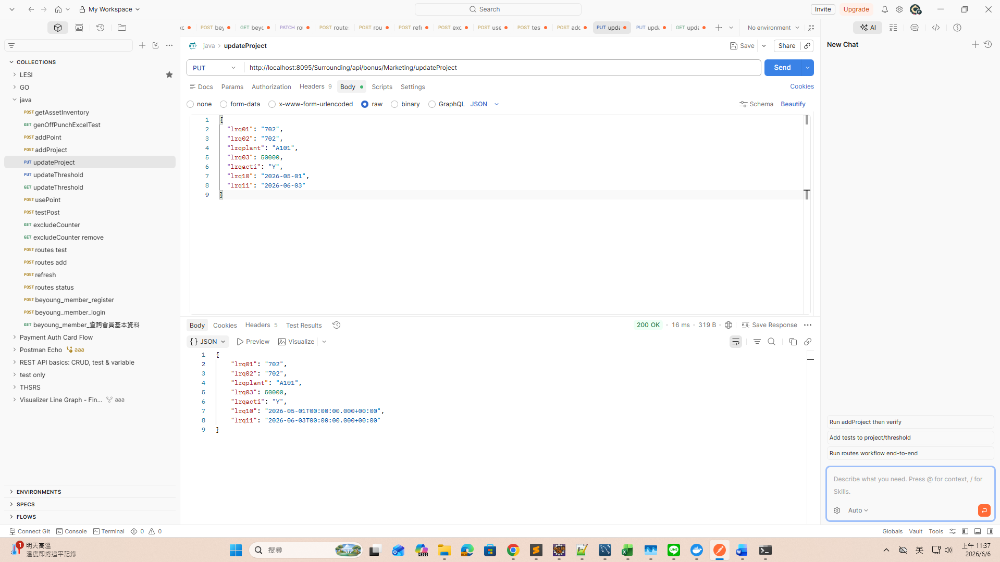 My Workspace
Search
Invite
Upgrade
POST bey
GET beyc
PATCH ro
POST route
POST rou
POST refr
POST exc
POST use
POST tes
POST adc
PUT upda
PUT upda
GET upda
No environment
AI
java › updateProject
Save
Share
New Chat
PUT
http://localhost:8095/Surrounding/api/bonus/Marketing/updateProject
Send
Docs
Params
Authorization
Headers 9
Body
Scripts
Settings
Cookies
none
form-data
x-www-form-urlencoded
raw
binary
GraphQL
JSON
Schema
Beautify
1 {
2 "lrq01": "702",
3 "lrq02": "702",
4 "lrqplant": "A101",
5 "lrq03": 50000,
6 "lrqacti": "Y",
7 "lrq10": "2026-05-01",
8 "lrq11": "2026-06-03"
9 }
COLLECTIONS
LESI
GO
java
POST getAssetInventory
GET genOffPunchExcelTest
POST addPoint
POST addProject
PUT updateProject
PUT updateThreshold
GET updateThreshold
POST usePoint
POST testPost
GET excludeCounter
GET excludeCounter remove
POST routes test
POST routes add
POST refresh
POST routes status
POST beyoung_member_register
POST beyoung_member_login
GET beyoung_member_查詢會員基本資料
Payment Auth Card Flow
Postman Echo aaa
REST API basics: CRUD, test & variable
test only
THSRS
Visualizer Line Graph - Fin... aaa
ENVIRONMENTS
SPECS
FLOWS
Body
Cookies
Headers 5
Test Results
200 OK
16 ms
319 B
e.g. Save Response
{} JSON
Preview
Visualize
1 {
2 "lrq01": "702",
3 "lrq02": "702",
4 "lrqplant": "A101",
5 "lrq03": 50000,
6 "lrqacti": "Y",
7 "lrq10": "2026-05-01T00:00:00.000+00:00",
8 "lrq11": "2026-06-03T00:00:00.000+00:00"
9 }
Run addProject then verify
Add tests to project/threshold
Run routes workflow end-to-end
Describe what you need. Press @ for context, / for
Skills.
Auto
Connect Git
Console
Terminal
0
0
Globals
Vault
Tools
1
明天高溫
溫度即將追平記錄
搜尋
M365
LINE
英
上午 11:37
2026/6/6